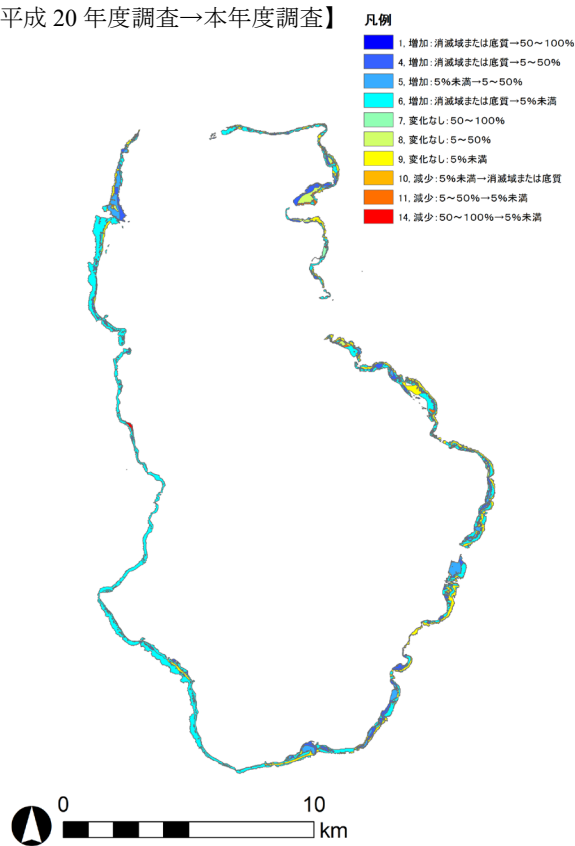 平成 20 年度調査→本年度調査】
凡例
1, 増加:消滅域または底質→50~100%
4, 増加:消滅域または底質→5~50%
5, 増加:5%未満→5~50%
6, 増加:消滅域または底質→5%未満
7, 変化なし:50~100%
8, 変化なし:5~50%
9, 変化なし:5%未満
10, 減少:5%未満→消滅域または底質
11, 減少:5~50%→5%未満
14, 減少:50~100%→5%未満
0 10
km